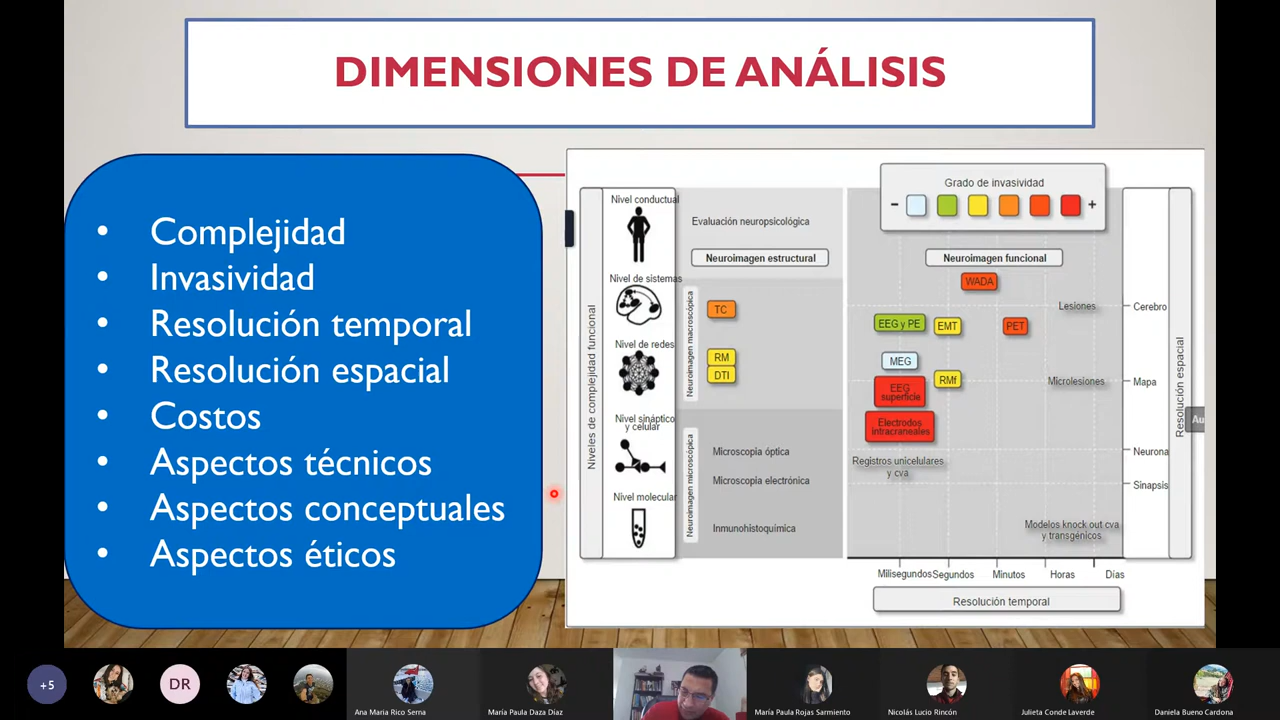 DIMENSIONES DE ANÁLISIS
• Complejidad
• Invasividad
• Resolución temporal
• Resolución espacial
• Costos
• Aspectos técnicos
• Aspectos conceptuales
• Aspectos éticos
Niveles de complejidad funcional
Nivel conductual
Nivel de sistemas
Nivel de redes
Nivel sináptico
y celular
Nivel molecular
Evaluación neuropsicológica
Neuroimagen estructural
Neuroimagen macroscópica
TC
RM
DTI
Neuroimagen microscópica
Microscopia óptica
Microscopia electrónica
Inmunohistoquímica
Grado de invasividad
- +
Neuroimagen funcional
WADA
Lesiones
EEG y PE
EMT
PET
MEG
RMf
Microlesiones
EEG
superficie
Electrodos
intracraneales
Registros unicelulares
y cva
Modelos knock out cva
y transgénicos
Cerebro
Mapa
Neurona
Sinapsis
Resolución espacial
Au
Milisegundos Segundos Minutos Horas Días
Resolución temporal
+5
DR
Ana Maria Rico Serna
María Paula Daza Díaz
María Paula Rojas Sarmiento
Nicolás Lucio Rincón
Julieta Conde Laverde
Daniela Bueno Cardona